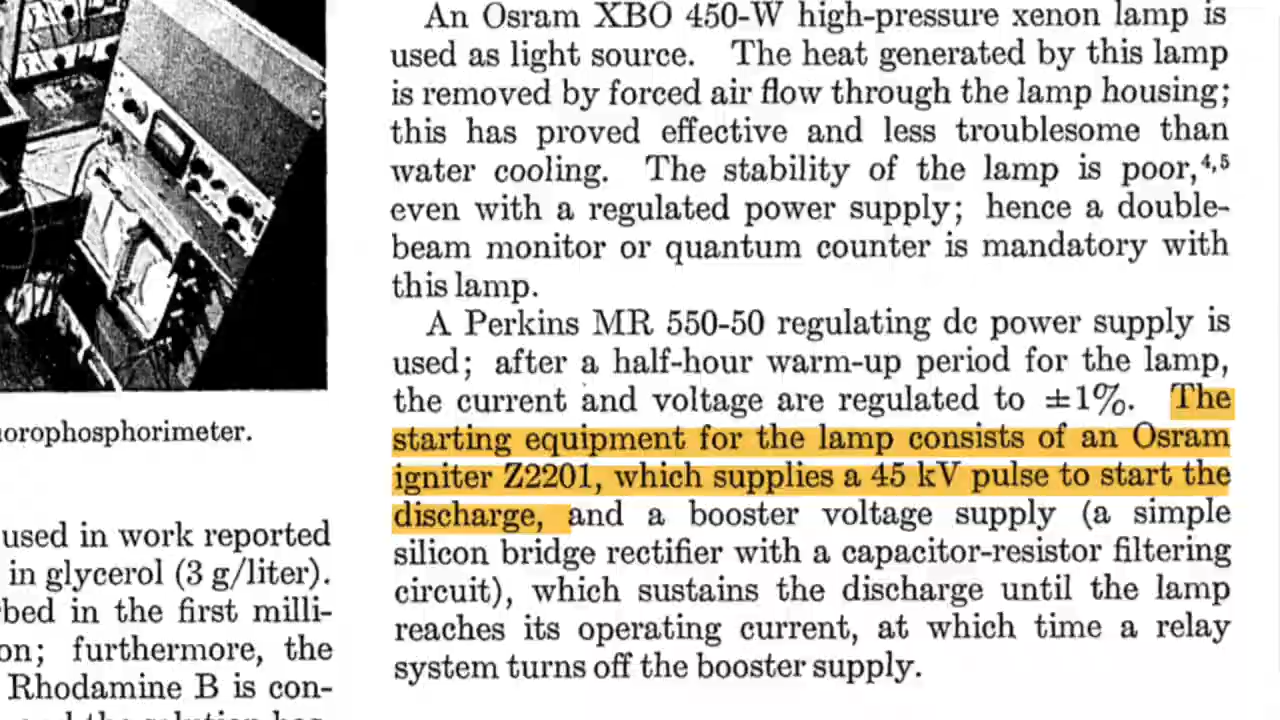 orophosphorimeter.
used in work reported
in glycerol (3 g/liter).
bed in the first milli-
on; furthermore, the
Rhodamine B is con-
An Osram XBO 450-W high-pressure xenon lamp is
used as light source. The heat generated by this lamp
is removed by forced air flow through the lamp housing;
this has proved effective and less troublesome than
water cooling. The stability of the lamp is poor,4,5
even with a regulated power supply; hence a double-
beam monitor or quantum counter is mandatory with
this lamp.
A Perkins MR 550-50 regulating dc power supply is
used; after a half-hour warm-up period for the lamp,
the current and voltage are regulated to ±1%. The
starting equipment for the lamp consists of an Osram
igniter Z2201, which supplies a 45 kV pulse to start the
discharge, and a booster voltage supply (a simple
silicon bridge rectifier with a capacitor-resistor filtering
circuit), which sustains the discharge until the lamp
reaches its operating current, at which time a relay
system turns off the booster supply.